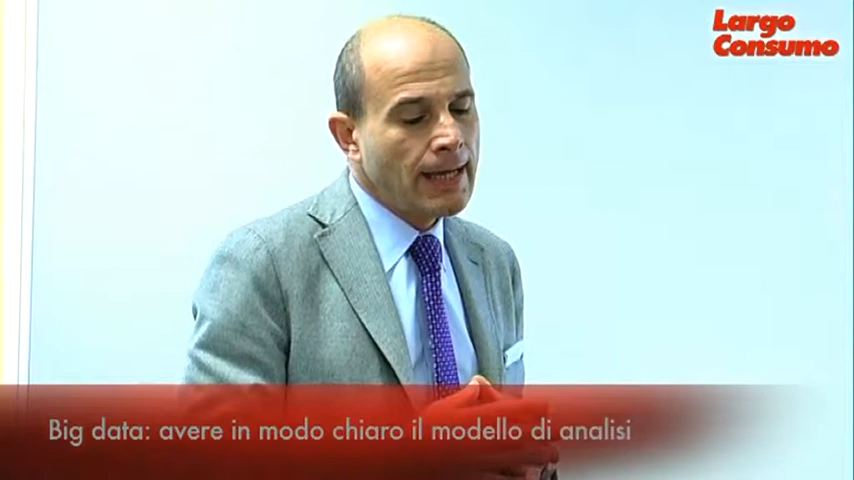 Largo
Consumo
Big data: avere in modo chiaro il modello di analisi